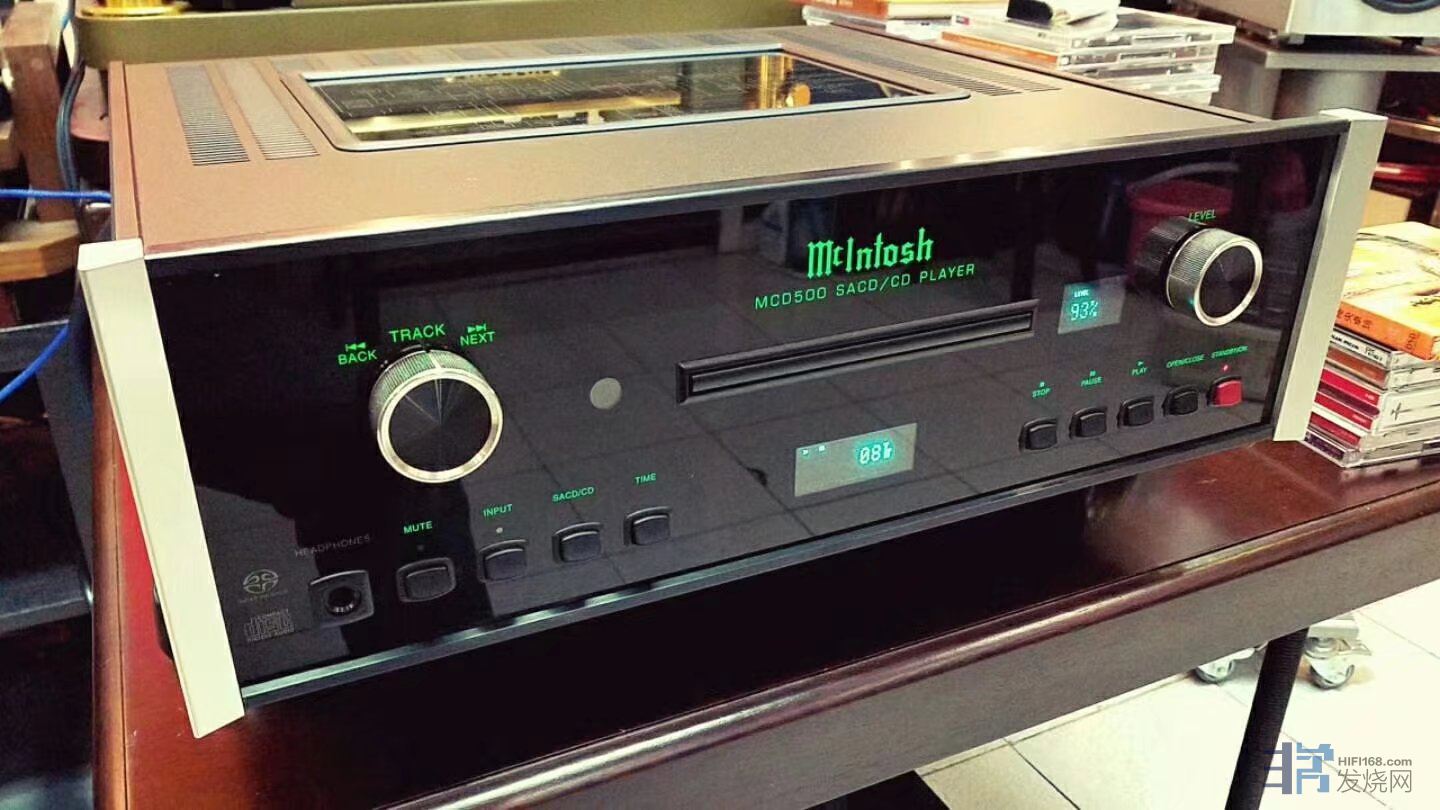 McIntosh
MCD500 SACD/CD PLAYER
LEVEL
LEVEL
93%
BACK
TRACK
NEXT
STOP
PAUSE
PLAY
OPEN/CLOSE
STANDBY/ON
08
HEADPHONES
MUTE
INPUT
SACD/CD
TIME
HIFI168.com
发烧网